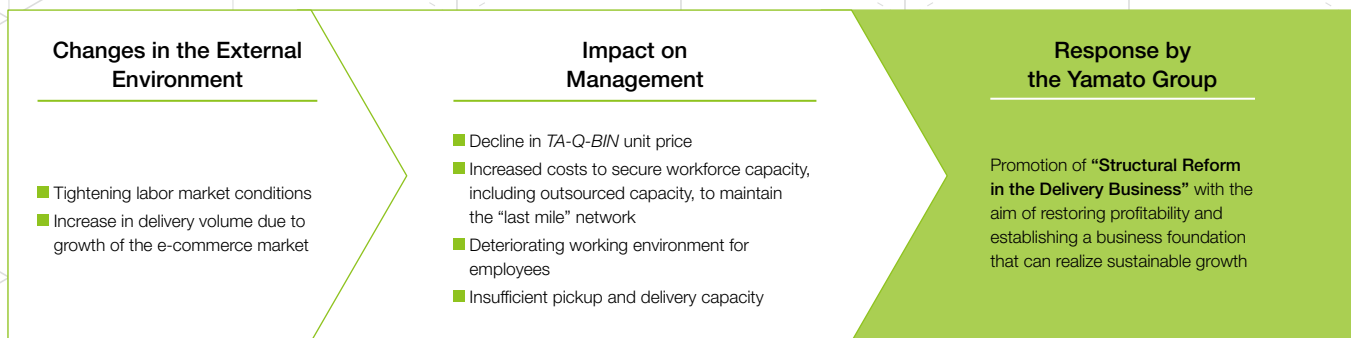 Changes in the External
Environment
■ Tightening labor market conditions
■ Increase in delivery volume due to
growth of the e-commerce market
Impact on
Management
■ Decline in TA-Q-BIN unit price
■ Increased costs to secure workforce capacity,
including outsourced capacity, to maintain
the “last mile” network
■ Deteriorating working environment for
employees
■ Insufficient pickup and delivery capacity
Response by
the Yamato Group
Promotion of “Structural Reform
in the Delivery Business” with the
aim of restoring profitability and
establishing a business foundation
that can realize sustainable growth